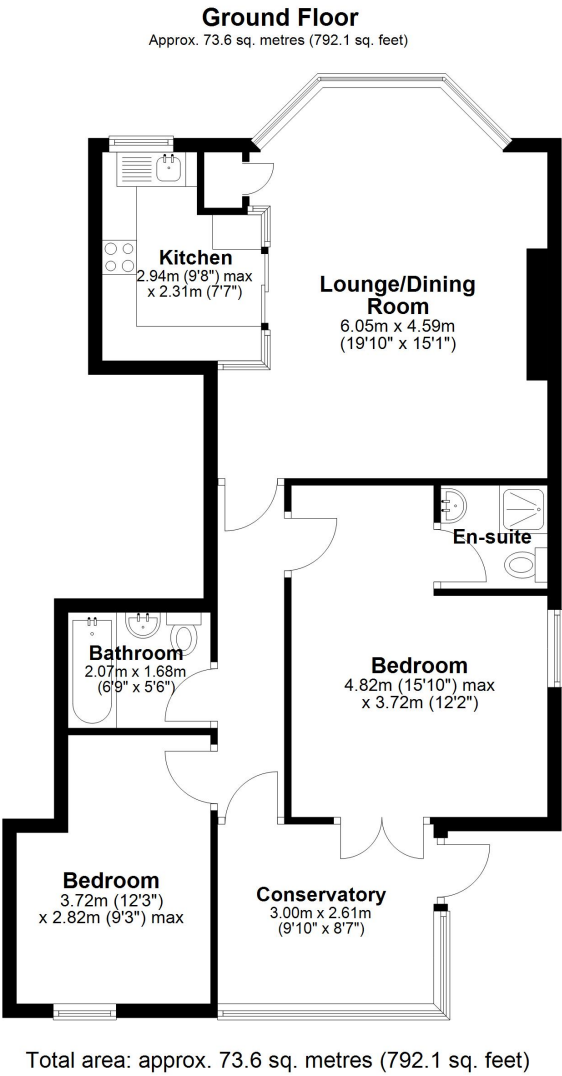 Ground Floor
Approx. 73.6 sq. metres (792.1 sq. feet)
Kitchen
2.94m (9'8") max
x 2.31m (7'7")
Lounge/Dining
Room
6.05m x 4.59m
(19'10" x 15'1")
En-suite
Bathroom
2.07m x 1.68m
(6'9" x 5'6")
Bedroom
4.82m (15'10") max
x 3.72m (12'2")
Bedroom
3.72m (12'3")
x 2.82m (9'3") max
Conservatory
3.00m x 2.61m
(9'10" x 8'7")
Total area: approx. 73.6 sq. metres (792.1 sq. feet)